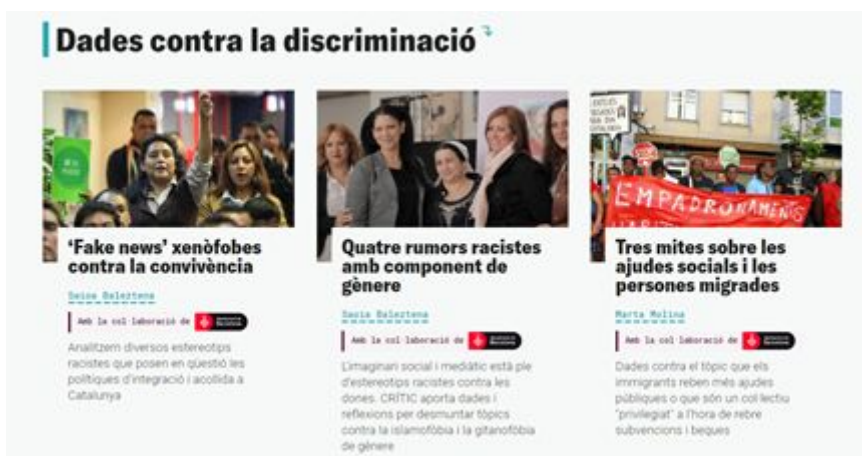 Dades contra la discriminació
'Fake news' xenòfobes
contra la convivència
Amb la col·laboració de
Analitzem diversos estereotips
racistes que posen en qüestió les
polítiques d'integració i acollida a
Catalunya
Quatre rumors racistes
amb component de
gènere
Amb la col·laboració de
L'imaginari social i mediàtic està ple
d'estereotips racistes contra les
dones. CRÍTIC aporta dades i
reflexions per desmuntar tòpics
contra la islamofòbia i la gitanofòbia
de gènere
EMPADRONAMENTS
Tres mites sobre les
ajudes socials i les
persones migrades
Marta Molina
Amb la col·laboració de
Dades contra el tòpic que els
immigrants reben més ajudes
públiques o que són un col·lectiu
"privilegiat" a l'hora de rebre
subvencions i beques